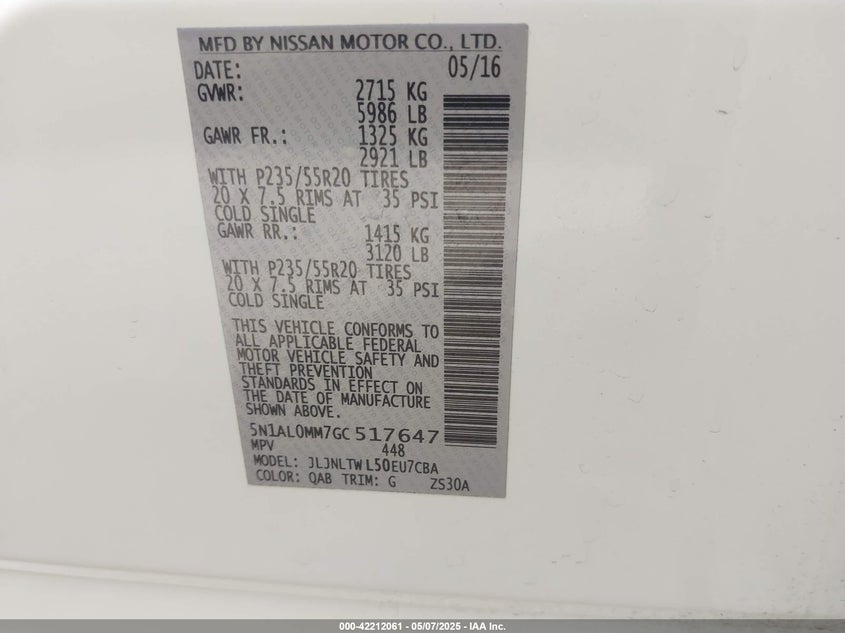 MFD BY NISSAN MOTOR CO., LTD.
DATE: 05/16
GVWR: 2715 KG
5986 LB
GAWR FR.: 1325 KG
2921 LB
WITH P235/55R20 TIRES
20 X 7.5 RIMS AT 35 PSI
COLD SINGLE
GAWR RR.: 1415 KG
3120 LB
WITH P235/55R20 TIRES
20 X 7.5 RIMS AT 35 PSI
COLD SINGLE
THIS VEHICLE CONFORMS TO
ALL APPLICABLE FEDERAL
MOTOR VEHICLE SAFETY AND
THEFT PREVENTION
STANDARDS IN EFFECT ON
THE DATE OF MANUFACTURE
SHOWN ABOVE.
5N1AL0MM7GC 517647
MPV 448
MODEL: JLJNLTW L50EU7CBA
COLOR: QAB TRIM: G ZS30A
000-42212061 - 05/07/2025 - IAA Inc.